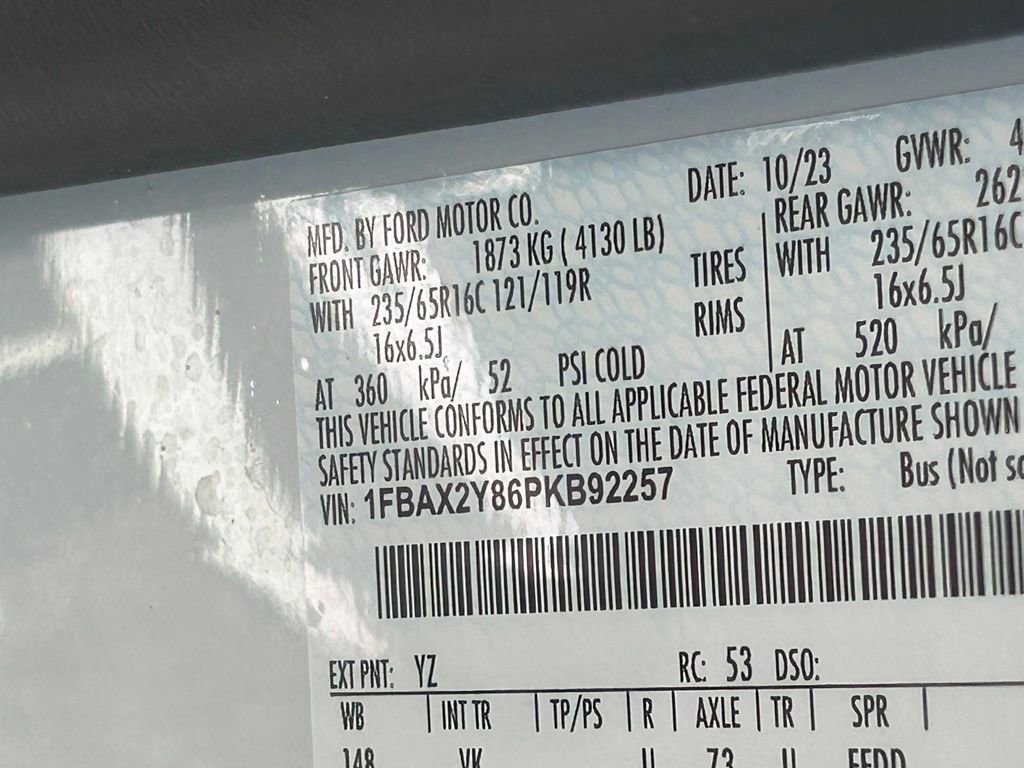 MFD. BY FORD MOTOR CO. DATE: 10/23 GVWR: 4
FRONT GAWR: 1873 KG ( 4130 LB) REAR GAWR: 262
WITH 235/65R16C 121/119R TIRES WITH 235/65R16C
16x6.5J RIMS 16x6.5J
AT 360 kPa/ 52 PSI COLD AT 520 kPa/
THIS VEHICLE CONFORMS TO ALL APPLICABLE FEDERAL MOTOR VEHICLE
SAFETY STANDARDS IN EFFECT ON THE DATE OF MANUFACTURE SHOWN
VIN: 1FBAX2Y86PKB92257 TYPE: Bus (Not sc
EXT PNT: YZ RC: 53 DSO:
WB | INT TR | TP/PS | R | AXLE | TR | SPR |
148 VK 73